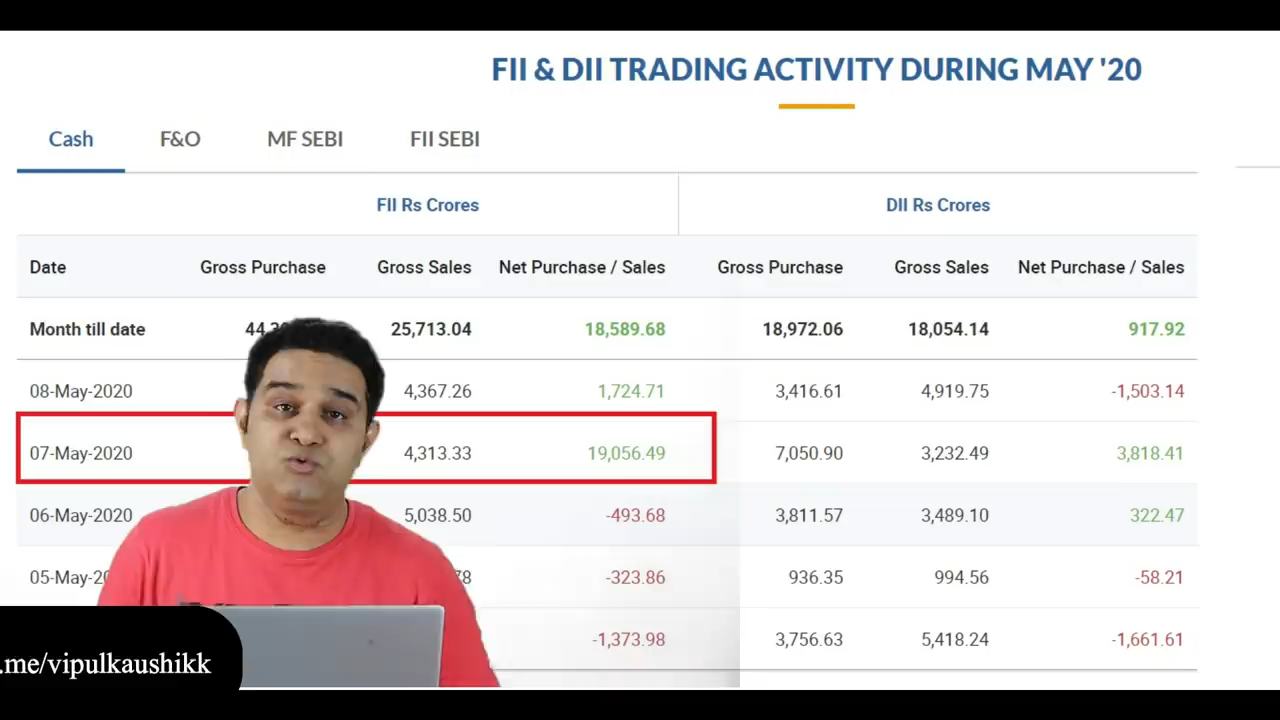 FII & DII TRADING ACTIVITY DURING MAY '20
Cash F&O MF SEBI FII SEBI
FII Rs Crores DII Rs Crores
Date Gross Purchase Gross Sales Net Purchase / Sales Gross Purchase Gross Sales Net Purchase / Sales
Month till date 25,713.04 18,589.68 18,972.06 18,054.14 917.92
08-May-2020 4,367.26 1,724.71 3,416.61 4,919.75 -1,503.14
07-May-2020 4,313.33 19,056.49 7,050.90 3,232.49 3,818.41
06-May-2020 5,038.50 -493.68 3,811.57 3,489.10 322.47
-323.86 936.35 994.56 -58.21
-1,373.98 3,756.63 5,418.24 -1,661.61
.me/vipulkaushikk